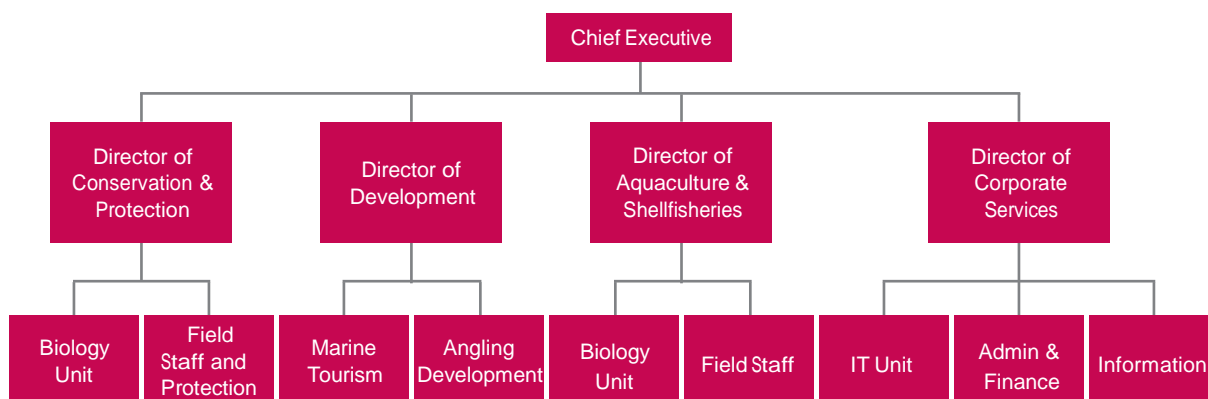 Chief Executive
Director of
Conservation &
Protection
Director of
Development
Director of
Aquaculture &
Shellfisheries
Director of
Corporate
Services
Biology
Unit
Field
Staff and
Protection
Marine
Tourism
Angling
Development
Biology
Unit
Field Staff
IT Unit
Admin &
Finance
Information